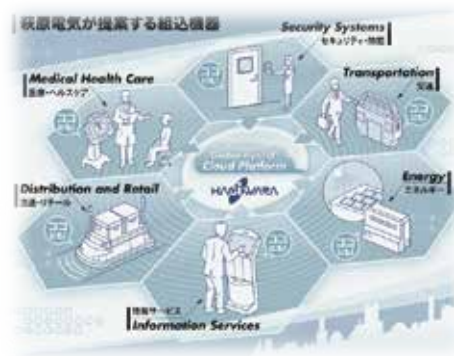 萩原電気が提案する組込機器
Security Systems
セキュリティ・防犯
Medical Health Care
医療・ヘルスケア
Transportation
交通
Cloud Platform
HAGIWARA
Distribution and Retail
流通・リテール
Energy
エネルギー
情報サービス
Information Services